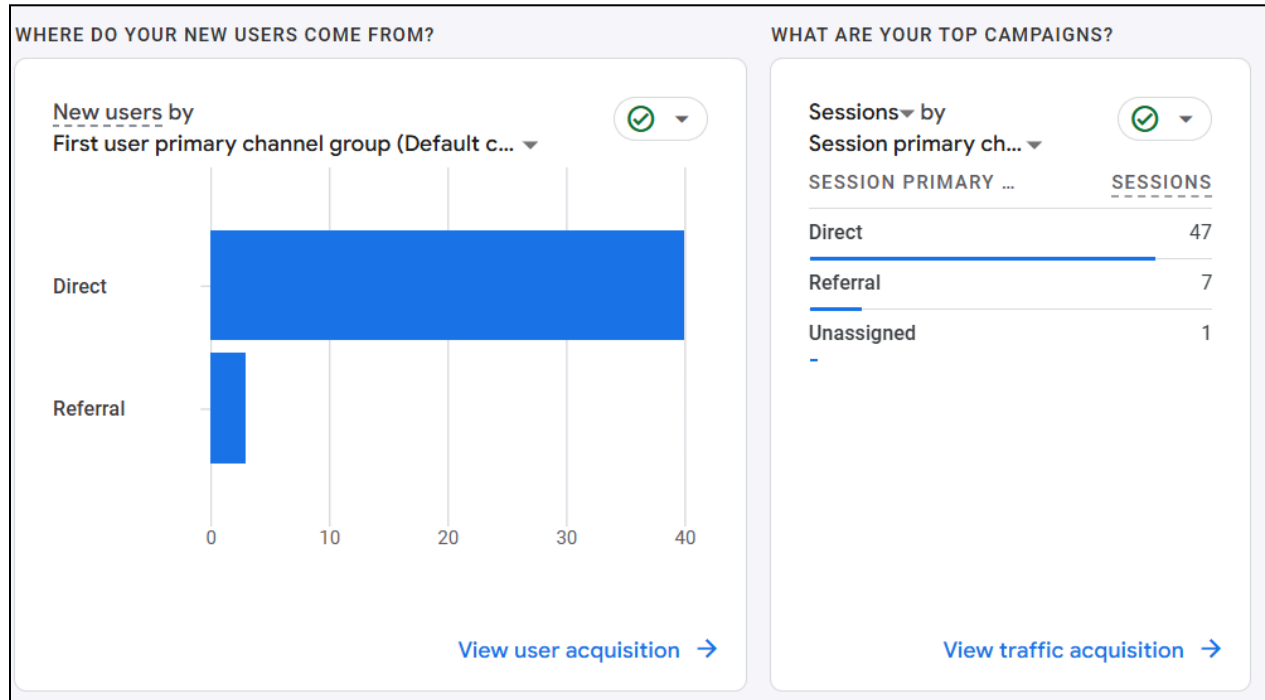 WHERE DO YOUR NEW USERS COME FROM?
New users by
First user primary channel group (Default c...
Direct
Referral
0 10 20 30 40
View user acquisition
WHAT ARE YOUR TOP CAMPAIGNS?
Sessions by
Session primary ch...
SESSION PRIMARY ... SESSIONS
Direct 47
Referral 7
Unassigned 1
View traffic acquisition